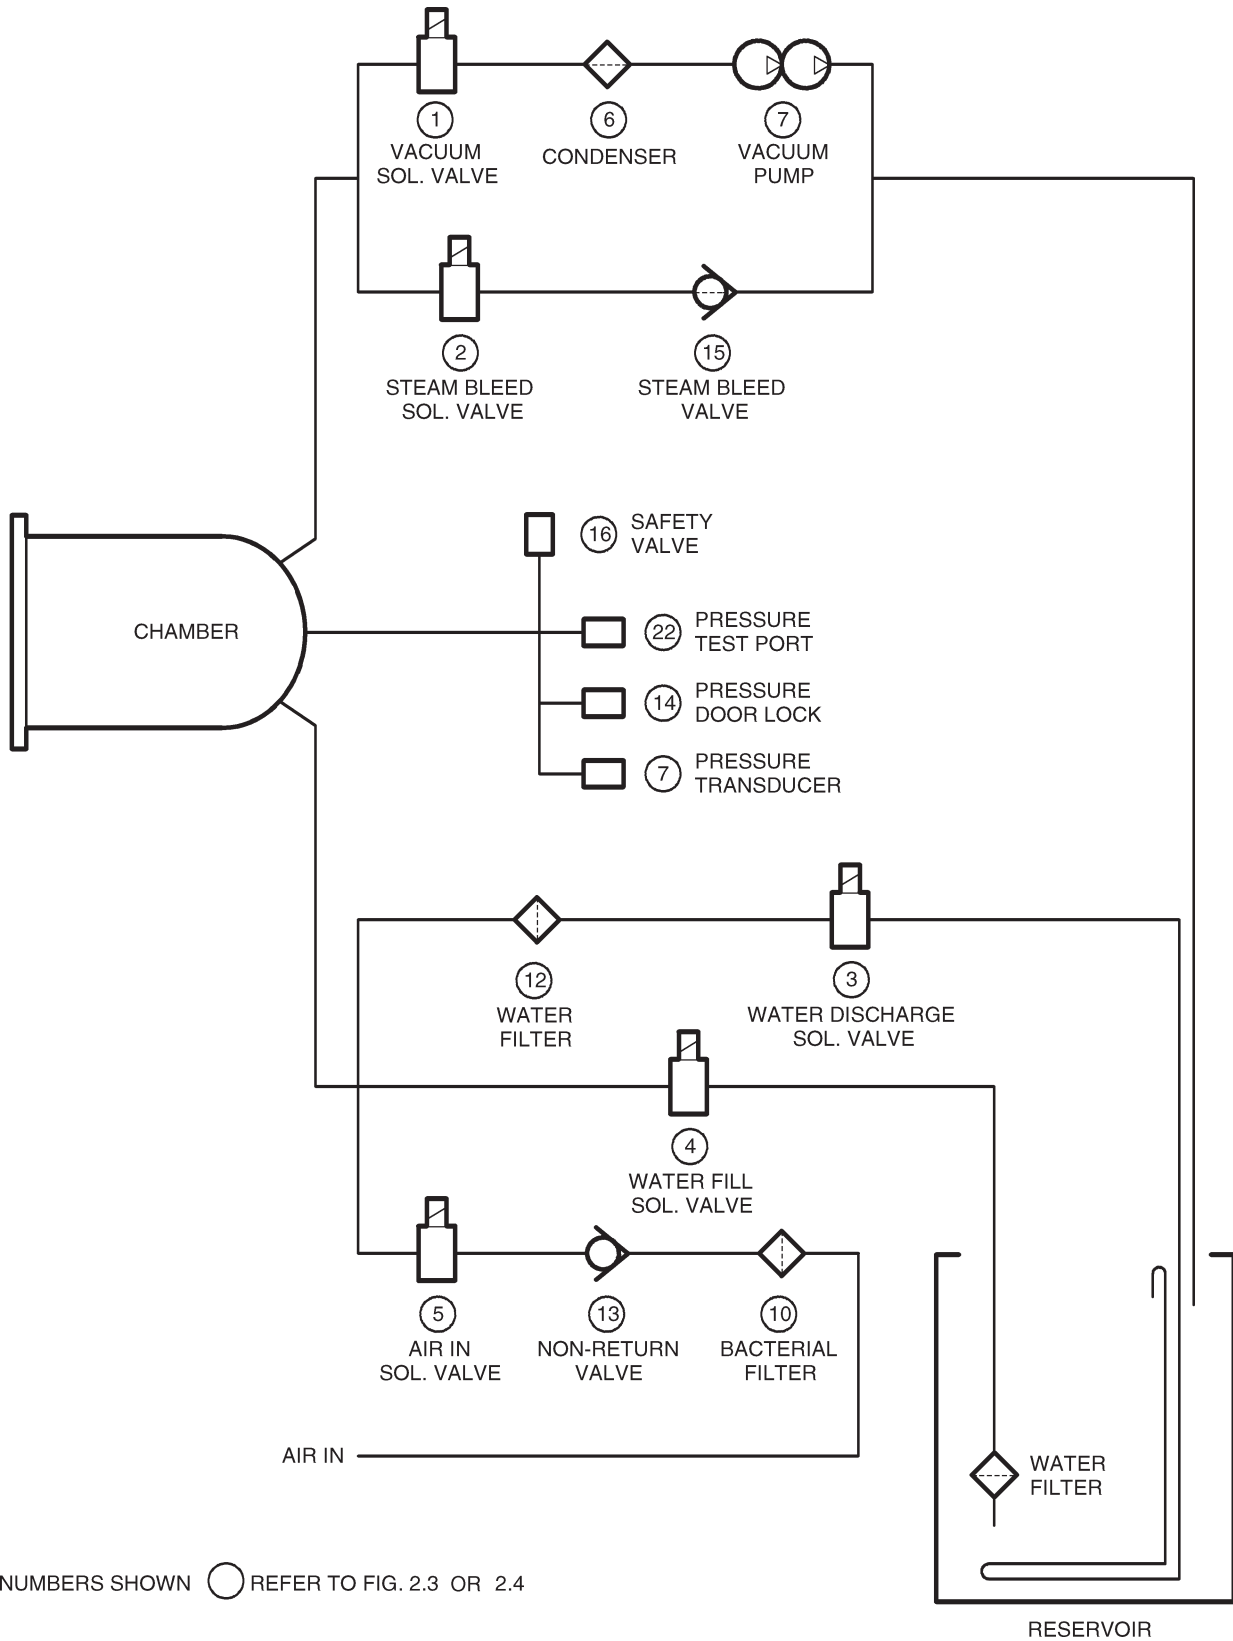 1
VACUUM
SOL. VALVE
6
CONDENSER
7
VACUUM
PUMP
2
STEAM BLEED
SOL. VALVE
15
STEAM BLEED
VALVE
16
SAFETY
VALVE
CHAMBER
22
PRESSURE
TEST PORT
14
PRESSURE
DOOR LOCK
7
PRESSURE
TRANSDUCER
12
WATER
FILTER
3
WATER DISCHARGE
SOL. VALVE
4
WATER FILL
SOL. VALVE
5
AIR IN
SOL. VALVE
13
NON-RETURN
VALVE
10
BACTERIAL
FILTER
AIR IN
WATER
FILTER
NUMBERS SHOWN REFER TO FIG. 2.3 OR 2.4
RESERVOIR